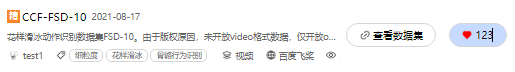 精 CCF-FSD-10 2021-08-17
花样滑冰动作识别数据集FSD-10。由于版权原因，未开放video格式数据，仅开放o...
查看数据集
123
test1 细粒度 花样滑冰 骨骼行为识别 视频 百度飞桨